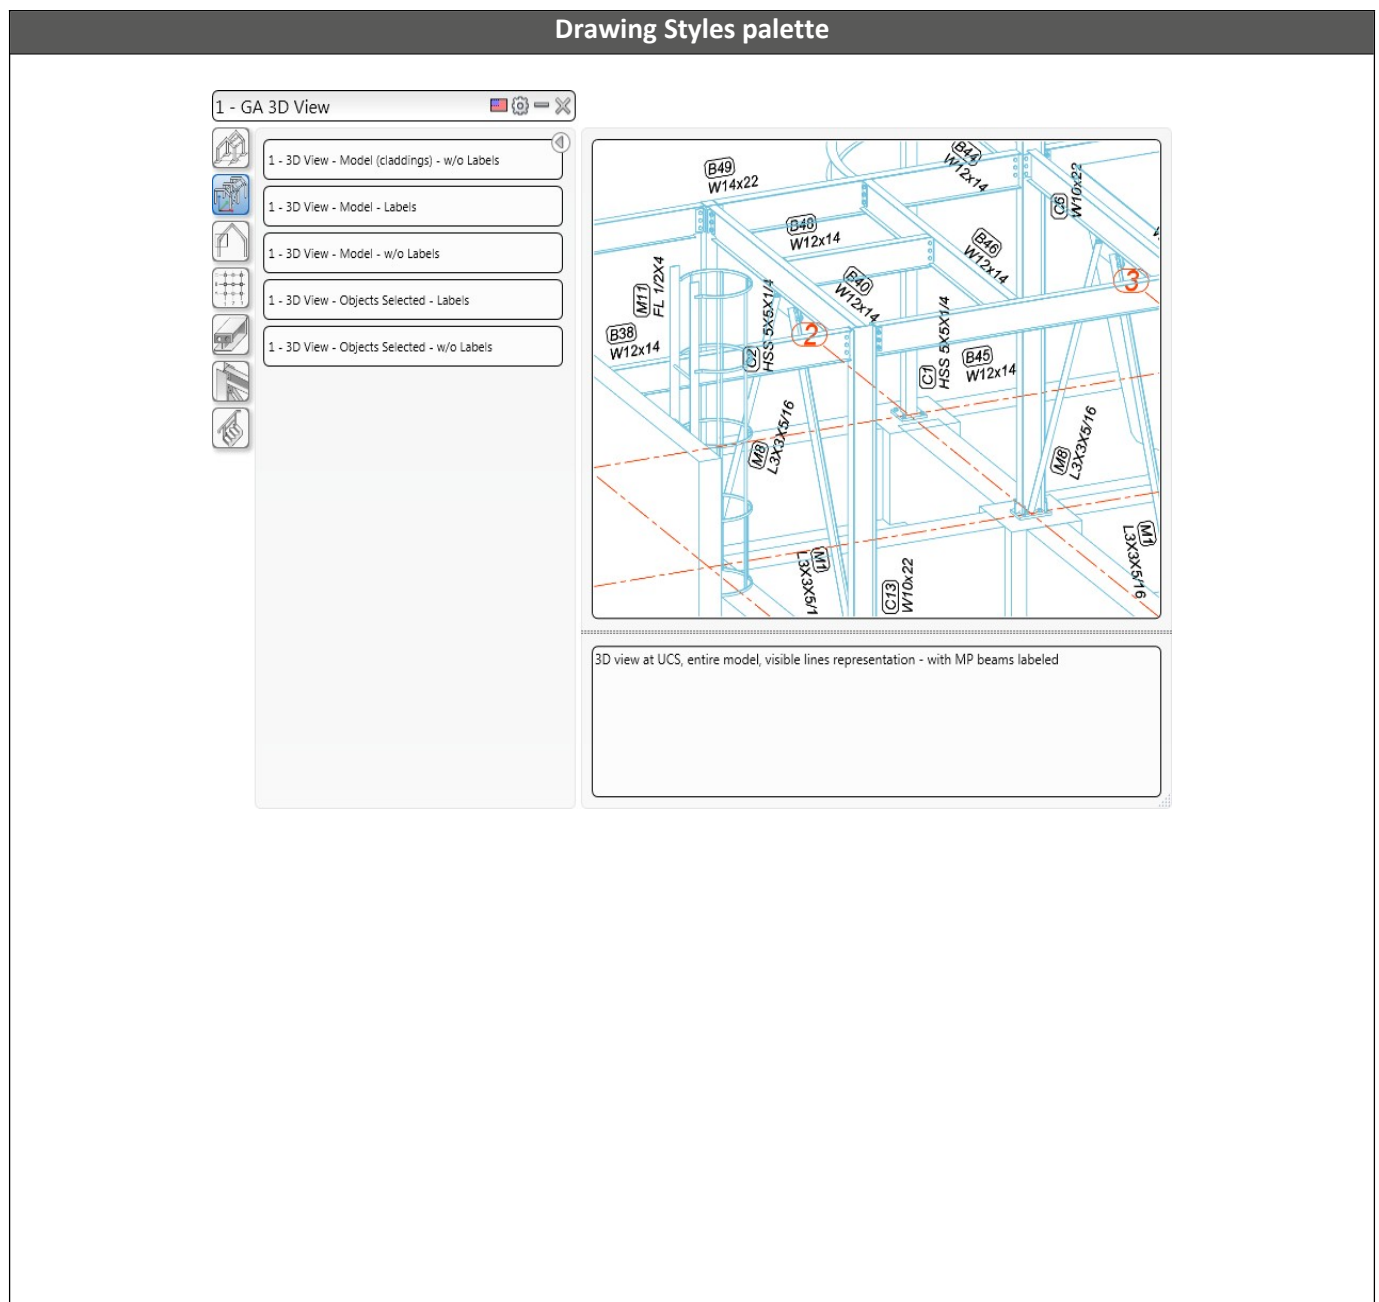 Drawing Styles palette
1 - GA 3D View
1 - 3D View - Model (claddings) - w/o Labels
1 - 3D View - Model - Labels
1 - 3D View - Model - w/o Labels
1 - 3D View - Objects Selected - Labels
1 - 3D View - Objects Selected - w/o Labels
B49
W14x22
B44
W12x14
C6
W10x22
B48
W12x14
B46
W12x14
M11
FL 1/2X4
B40
W12x14
3
B38
W12x14
C2
HSS 5X5X1/4
2
C1
HSS 5X5X1/4
B45
W12x14
M8
L3X3X5/16
M8
L3X3X5/16
M1
L3X3X5/1
C13
W10x22
M1
L3X3X5/16
3D view at UCS, entire model, visible lines representation - with MP beams labeled